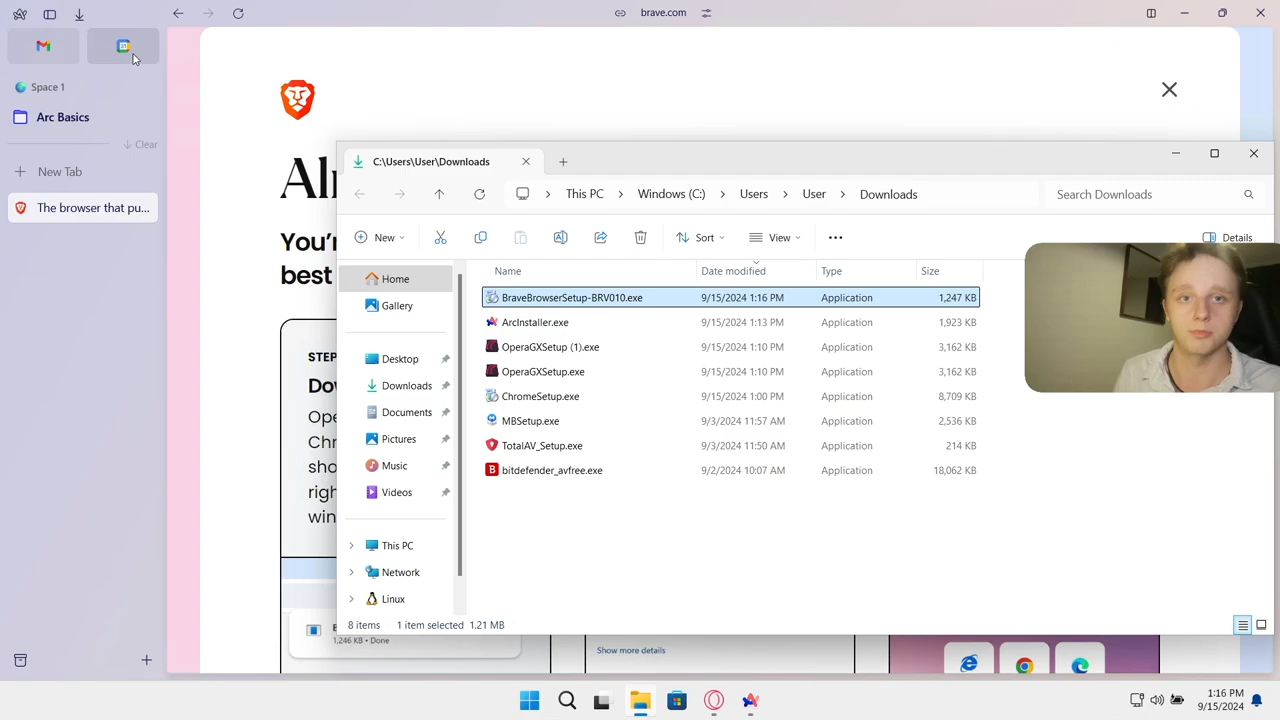 brave.com
Space 1
Arc Basics
Clear
New Tab
The browser that pu...
Al
You'
best
STEP
Do
Ope
Chr
sho
righ
win
1,246 KB • Done
Show more details
C:\Users\User\Downloads
This PC
Windows (C:)
Users
User
Downloads
Search Downloads
New
Sort
View
Details
Home
Gallery
Desktop
Downloads
Documents
Pictures
Music
Videos
This PC
Network
Linux
Name Date modified Type Size
BraveBrowserSetup-BRV010.exe 9/15/2024 1:16 PM Application 1,247 KB
ArcInstaller.exe 9/15/2024 1:13 PM Application 1,923 KB
OperaGXSetup (1).exe 9/15/2024 1:10 PM Application 3,162 KB
OperaGXSetup.exe 9/15/2024 1:10 PM Application 3,162 KB
ChromeSetup.exe 9/15/2024 1:00 PM Application 8,709 KB
MBSetup.exe 9/3/2024 11:57 AM Application 2,536 KB
TotalAV_Setup.exe 9/3/2024 11:50 AM Application 214 KB
bitdefender_avfree.exe 9/2/2024 10:07 AM Application 18,062 KB
8 items 1 item selected 1.21 MB
1:16 PM
9/15/2024